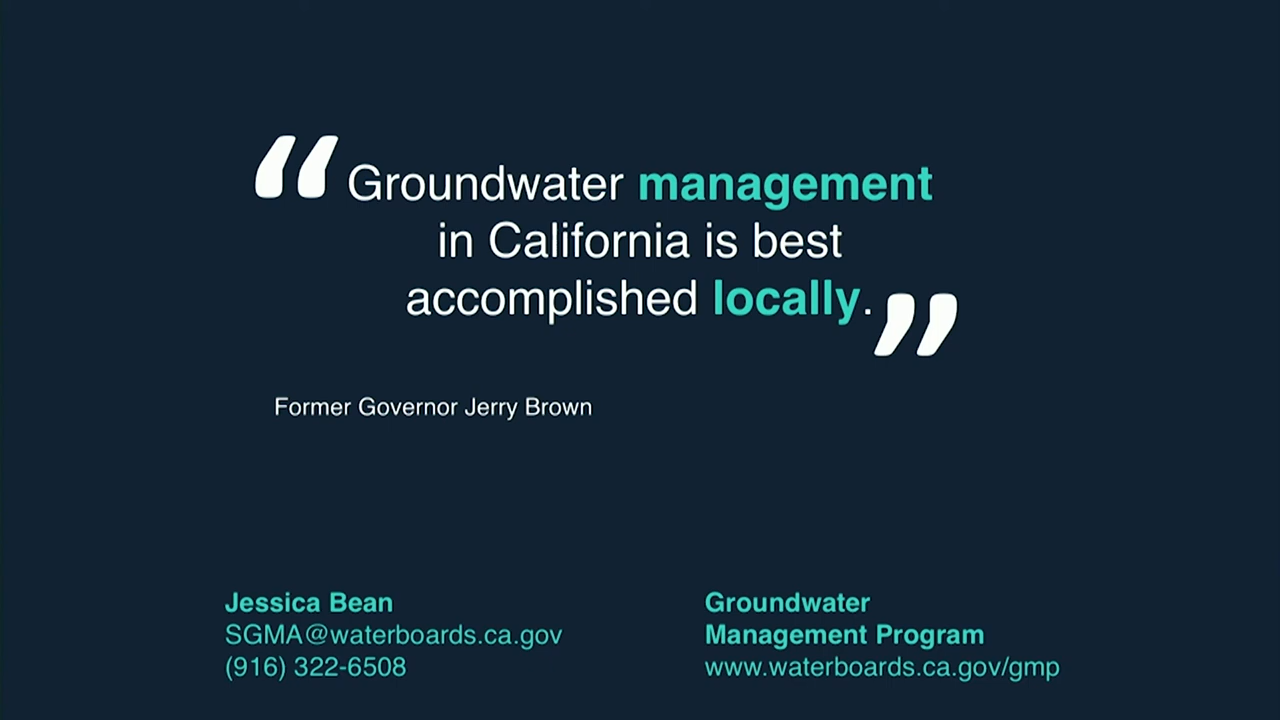 “Groundwater management
in California is best
accomplished locally.”
Former Governor Jerry Brown
Jessica Bean
SGMA@waterboards.ca.gov
(916) 322-6508
Groundwater
Management Program
www.waterboards.ca.gov/gmp